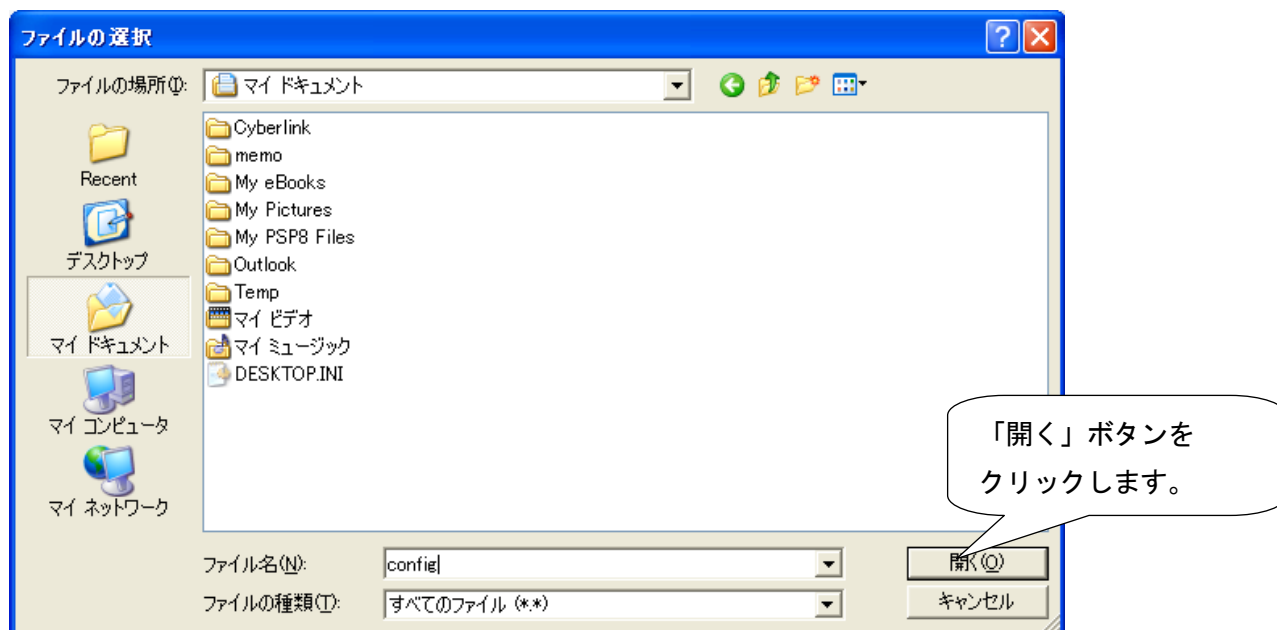 ファイルの選択
ファイルの場所(I):
マイ ドキュメント
Recent
デスクトップ
マイ ドキュメント
マイ コンピュータ
マイ ネットワーク
Cyberlink
memo
My eBooks
My Pictures
My PSP8 Files
Outlook
Temp
マイ ビデオ
マイ ミュージック
DESKTOP.INI
「開く」ボタンを
クリックします。
ファイル名(N):
config
開く(O)
ファイルの種類(T):
すべてのファイル (*.*)
キャンセル